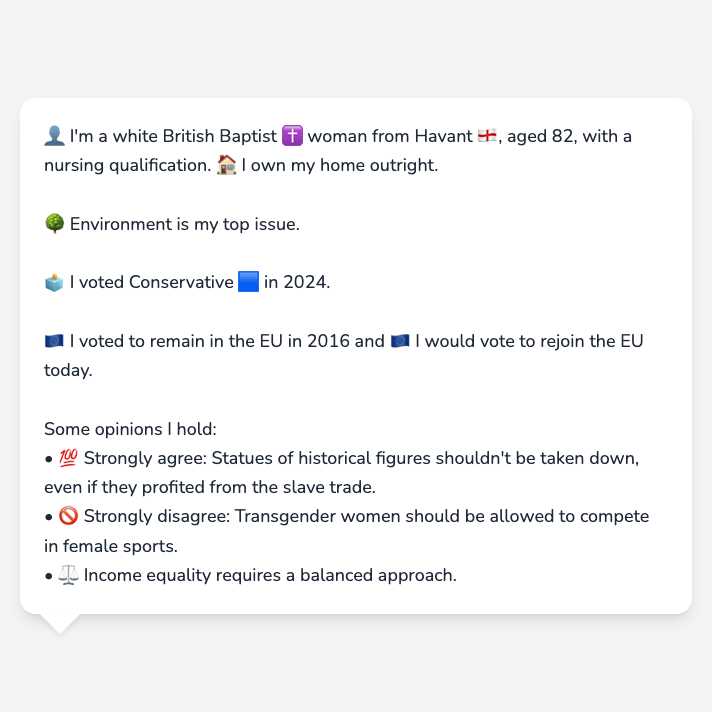 👤 I'm a white British Baptist ✝️ woman from Havant 🏴󠁧󠁢󠁥󠁮󠁧󠁿, aged 82, with a
nursing qualification. 🏠 I own my home outright.
🌳 Environment is my top issue.
🗳️ I voted Conservative 🟦 in 2024.
🇪🇺 I voted to remain in the EU in 2016 and 🇪🇺 I would vote to rejoin the EU
today.
Some opinions I hold:
• 💯 Strongly agree: Statues of historical figures shouldn't be taken down,
even if they profited from the slave trade.
• 🚫 Strongly disagree: Transgender women should be allowed to compete
in female sports.
• ⚖️ Income equality requires a balanced approach.